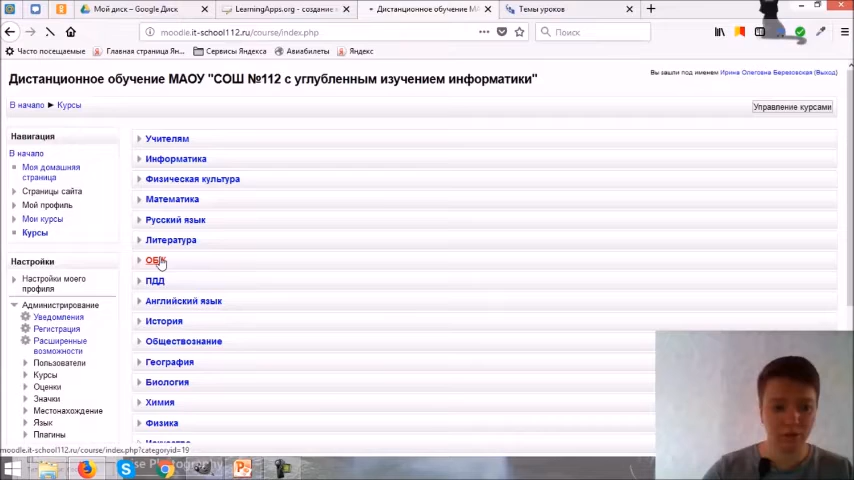 Мой диск – Google Диск
LearningApps.org - создание
Дистанционное обучение МАО
Темы уроков
moodle.it-school112.ru/course/index.php
Поиск
Часто посещаемые
Главная страница Ян...
Сервисы Яндекса
Авиабилеты
Яндекс
Дистанционное обучение МАОУ "СОШ №112 с углубленным изучением информатики"
Вы зашли под именем Ирина Олеговна Березовская (Выход)
В начало ► Курсы
Управление курсами
Навигация
В начало
Моя домашняя
страница
Страницы сайта
Мой профиль
Мои курсы
Курсы
Настройки
Настройки моего
профиля
Администрирование
Уведомления
Регистрация
Расширенные
возможности
Пользователи
Курсы
Оценки
Значки
Местонахождение
Язык
Плагины
Учителям
Информатика
Физическая культура
Математика
Русский язык
Литература
ОБЖ
ПДД
Английский язык
История
Обществознание
География
Биология
Химия
Физика
Искусство
moodle.it-school112.ru/course/index.php?categoryid=19
se Photography